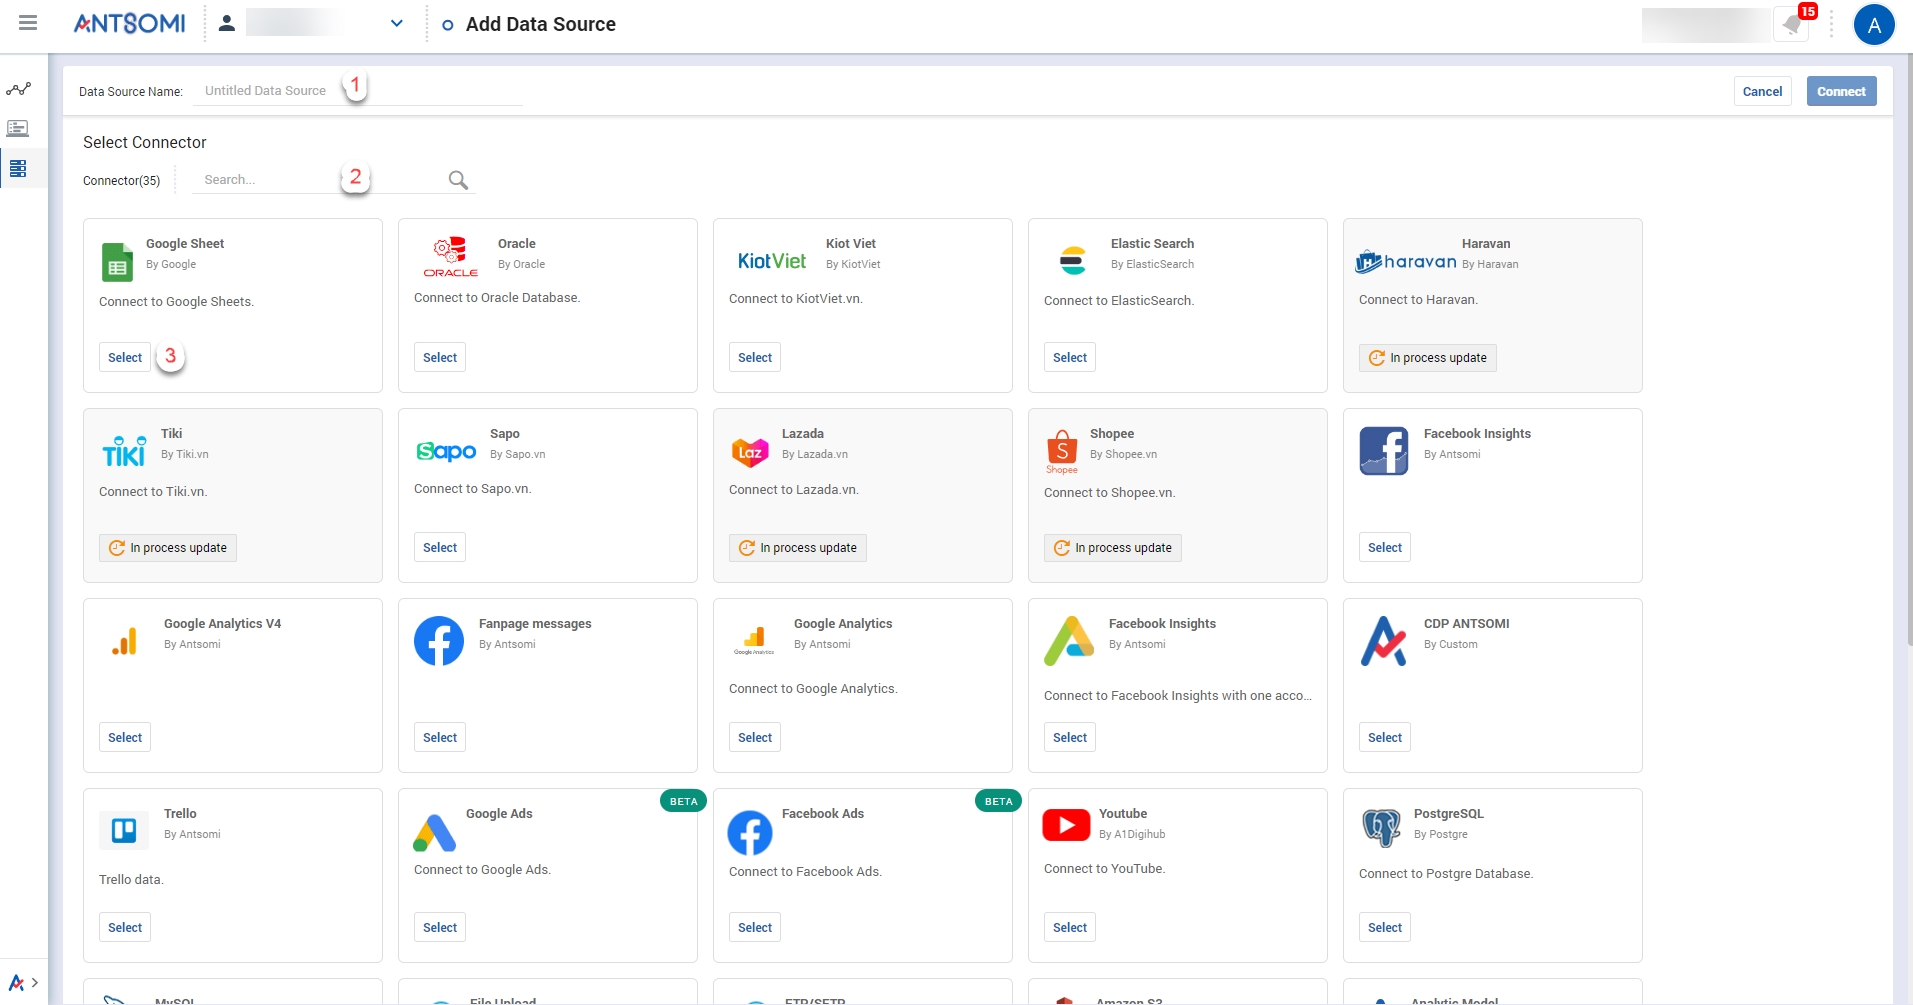 ANTSOMI
Add Data Source
15
A
Data Source Name:
Untitled Data Source
1
Cancel
Connect
Select Connector
Connector(35)
Search...
2
Google Sheet
By Google
Connect to Google Sheets.
Select
3
ORACLE
Oracle
By Oracle
Connect to Oracle Database.
Select
KiotViet
Kiot Viet
By KiotViet
Connect to KiotViet.vn.
Select
Elastic Search
By ElasticSearch
Connect to ElasticSearch.
Select
haravan
Haravan
By Haravan
Connect to Haravan.
In process update
TIKI
Tiki
By Tiki.vn
Connect to Tiki.vn.
In process update
Sapo
Sapo
By Sapo.vn
Connect to Sapo.vn.
Select
Laz
Lazada
By Lazada.vn
Connect to Lazada.vn.
In process update
Shopee
Shopee
By Shopee.vn
Connect to Shopee.vn.
In process update
Facebook Insights
By Antsomi
Select
Google Analytics V4
By Antsomi
Select
Fanpage messages
By Antsomi
Select
Google Analytics
Google Analytics
By Antsomi
Connect to Google Analytics.
Select
Facebook Insights
By Antsomi
Connect to Facebook Insights with one acco...
Select
CDP ANTSOMI
By Custom
Select
Trello
By Antsomi
Trello data.
Select
BETA
Google Ads
Connect to Google Ads.
Select
BETA
Facebook Ads
Connect to Facebook Ads.
Select
Youtube
By A1Digihub
Connect to YouTube.
Select
PostgreSQL
By Postgre
Connect to Postgre Database.
Select
MySQL
File Upload
FTP/SFTP
Amazon S3
Analytic Model